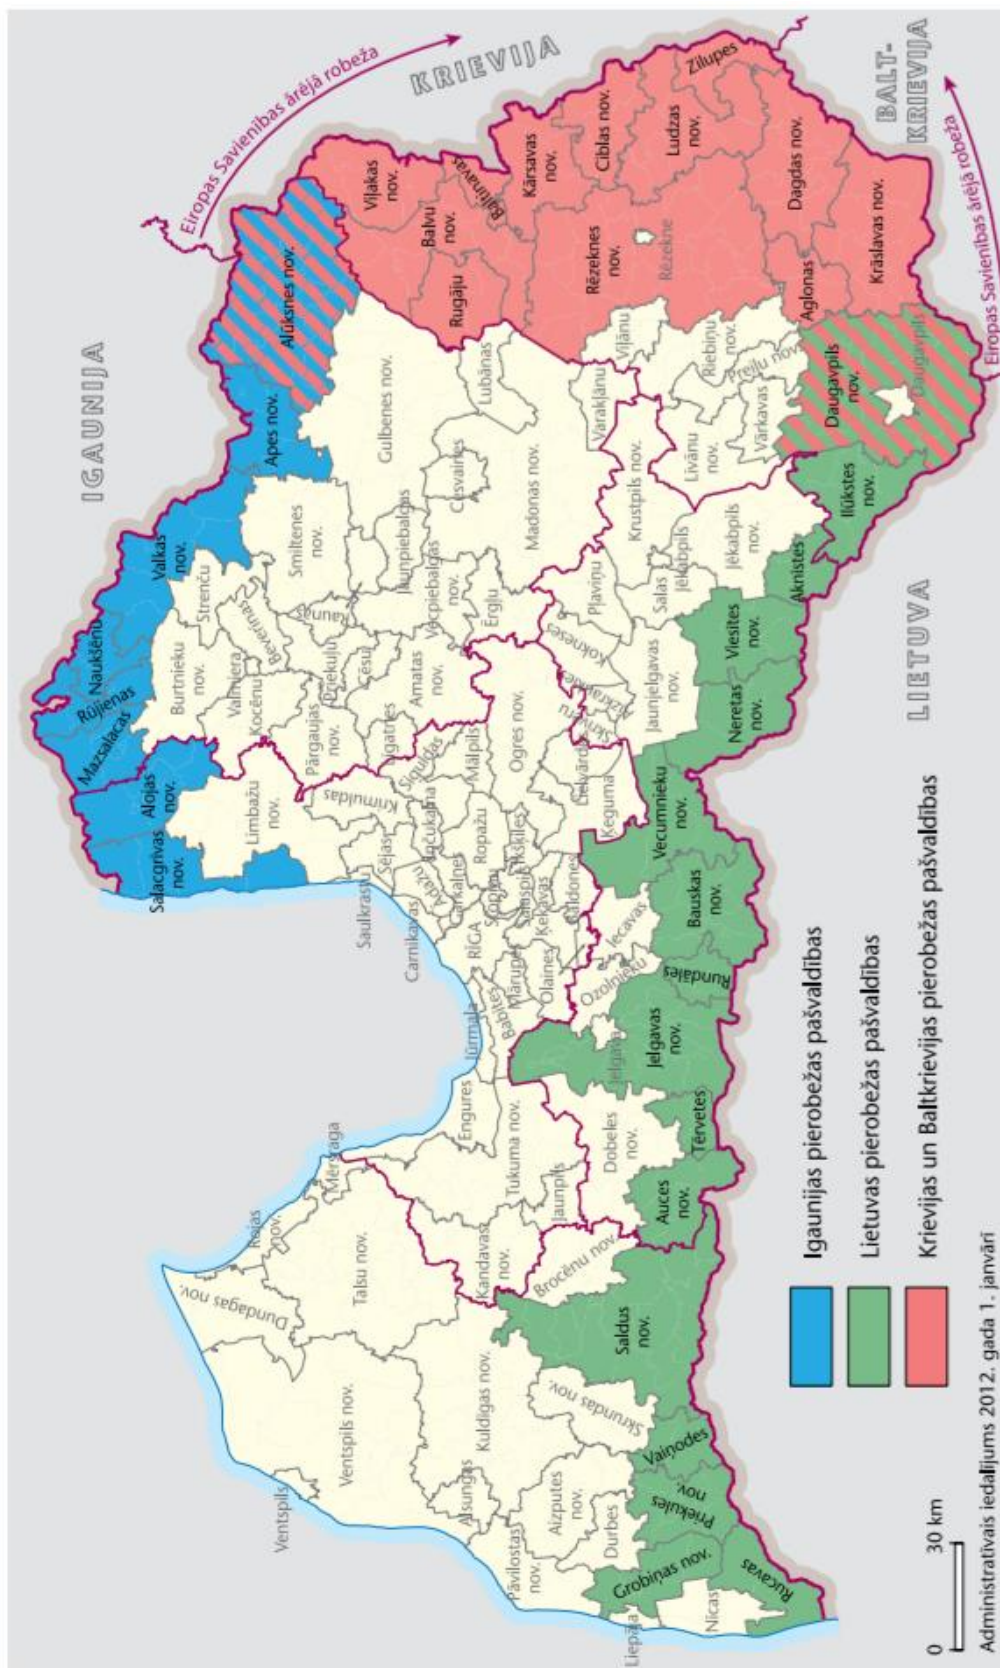 IGAUNIJA
KRIEVIJA
BALT-
KRIEVIJA
LIETUVA
Eiropas Savienības ārējā robeža
Eiropas Savienības ārējā robeža
Ventspils
Ventspils nov.
Dundagas nov.
Rojas
nov.
Talsu nov.
Mērsraga
Engures
Tukuma nov.
Kandavas
nov.
Jaunpils
Kuldīgas nov.
Alsungas
Pāvilostas
nov.
Aizputes
nov.
Durbes
Skrundas nov.
Saldus
nov.
Brocēnu nov.
Liepāja
Grobiņas nov.
Nīcas
Rucavas
Priekules
nov.
Vaiņodes
Auces
nov.
Dobeles
nov.
Tērvetes
Jelgava
Jelgavas
nov.
Ozolnieku
Iecavas
Rundāles
Bauskas
nov.
Vecumnieku
nov.
Jūrmala
Babītes
Mārupes
Olaines
RĪGA
Ķekavas
Baldones
Salaspils
Stopiņu
Ikšķiles
Ropažu
Garkalnes
Ādažu
Carnikavas
Saulkrastu
Sējas
Inčukalna
Krimuldas
Siguldas
Mālpils
Ogres nov.
Lielvārdes
Ķeguma
Skrīveru
Aizkraukles
Kokneses
Jaunjelgavas
nov.
Neretas
nov.
Viesītes
nov.
Pļaviņu
Salas
Jēkabpils
Jēkabpils
nov.
Aknīstes
Ilūkstes
nov.
Krustpils nov.
Līvānu
nov.
Vārkavas
Preiļu nov.
Riebiņu
nov.
Viļānu
Varakļānu
Madonas nov.
Lubānas
Cesvaines
Ērgļu
Vecpiebalgas
nov.
Jaunpiebalgas
Gulbenes nov.
Salacgrīvas
nov.
Alojas
nov.
Limbažu
nov.
Mazsalacas
Rūjienas
Naukšēnu
Valkas
nov.
Burtnieku
nov.
Strenču
Valmiera
Kocēnu
Beverīnas
Pārgaujas
nov.
Priekuļu
Cēsu
Līgatnes
Amatas
nov.
Raunas
Smiltenes
nov.
Apes nov.
Alūksnes nov.
Viļakas
nov.
Balvu
nov.
Baltinavas
Rugāju
Kārsavas
nov.
Ciblas nov.
Ludzas
nov.
Zilupes
Rēzeknes
nov.
Rēzekne
Dagdas nov.
Aglonas
Krāslavas nov.
Daugavpils
nov.
Daugavpils
Igaunijas pierobežas pašvaldības
Lietuvas pierobežas pašvaldības
Krievijas un Baltkrievijas pierobežas pašvaldības
0 30 km
Administratīvais iedalījums 2012. gada 1. janvārī